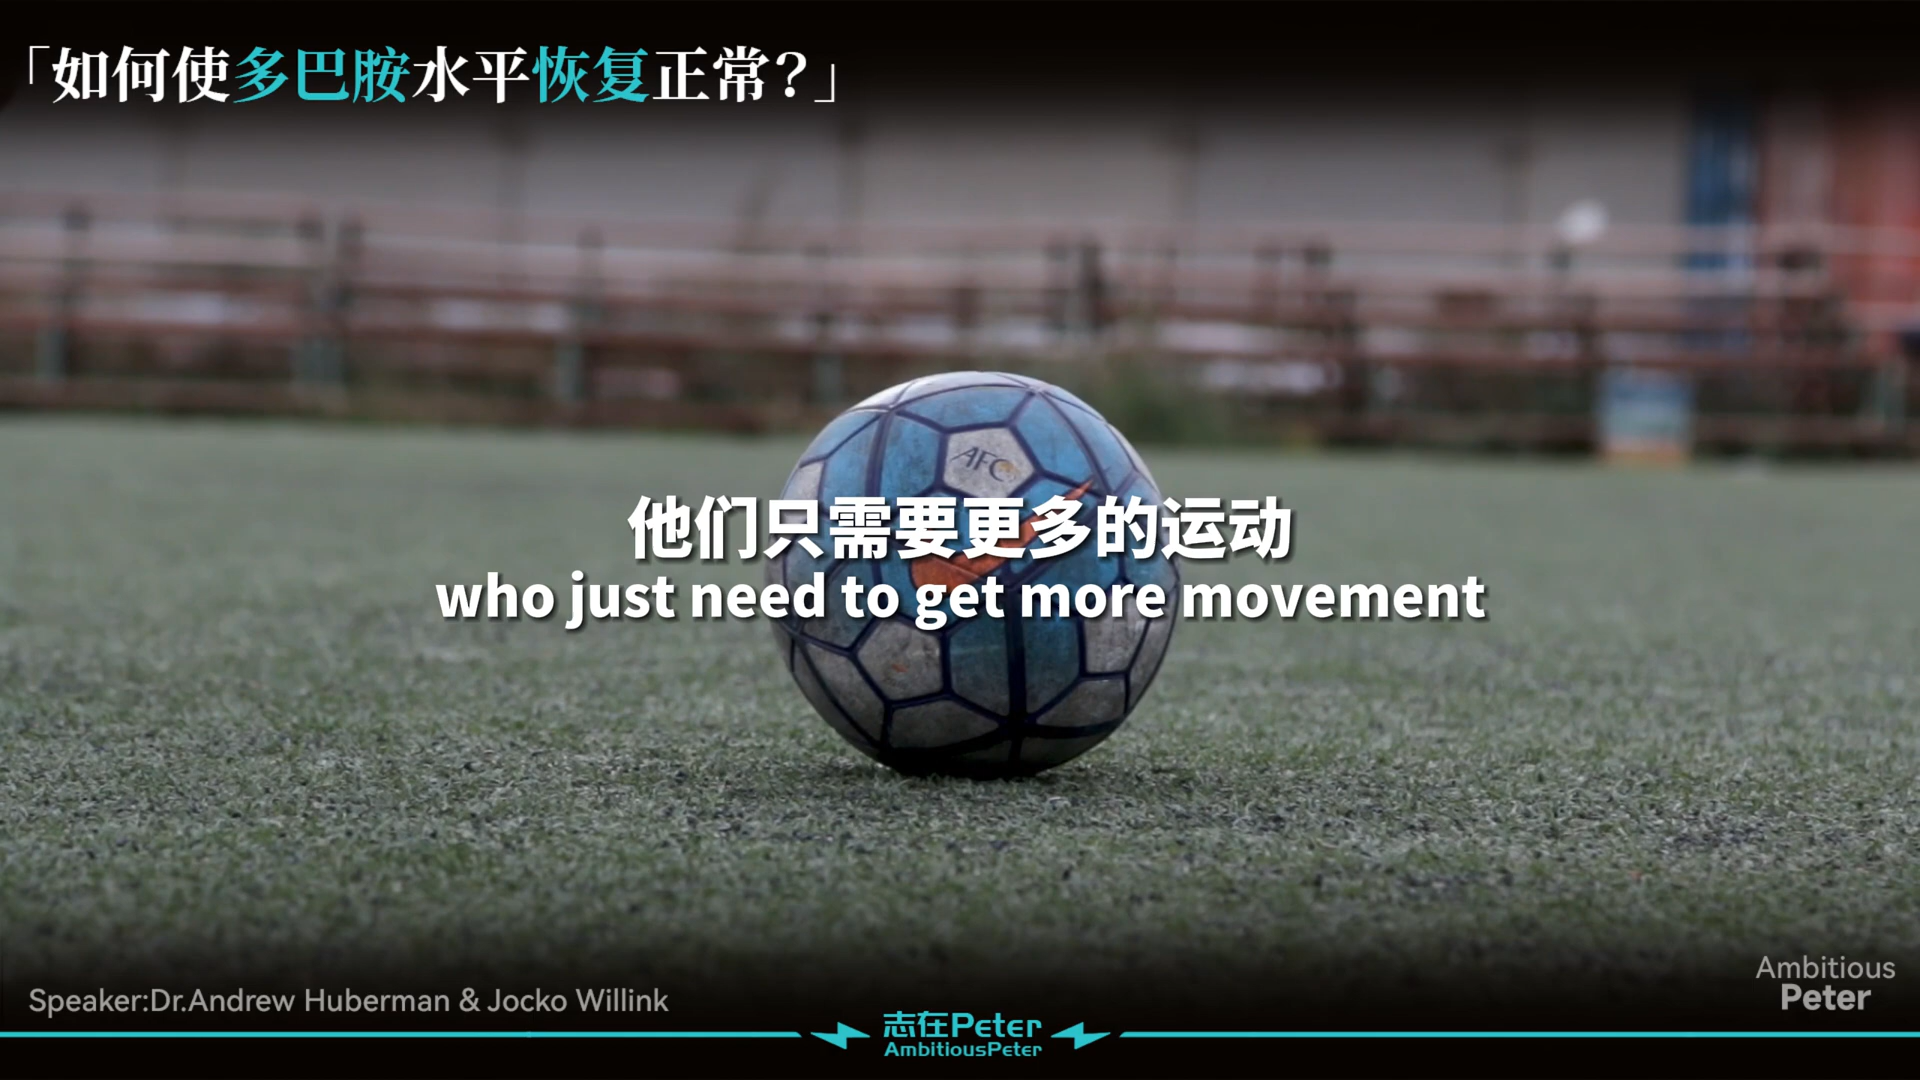 「如何使多巴胺水平恢复正常？」
AFC
他们只需要更多的运动
who just need to get more movement
Ambitious
Peter
Speaker:Dr.Andrew Huberman & Jocko Willink
志在Peter
AmbitiousPeter